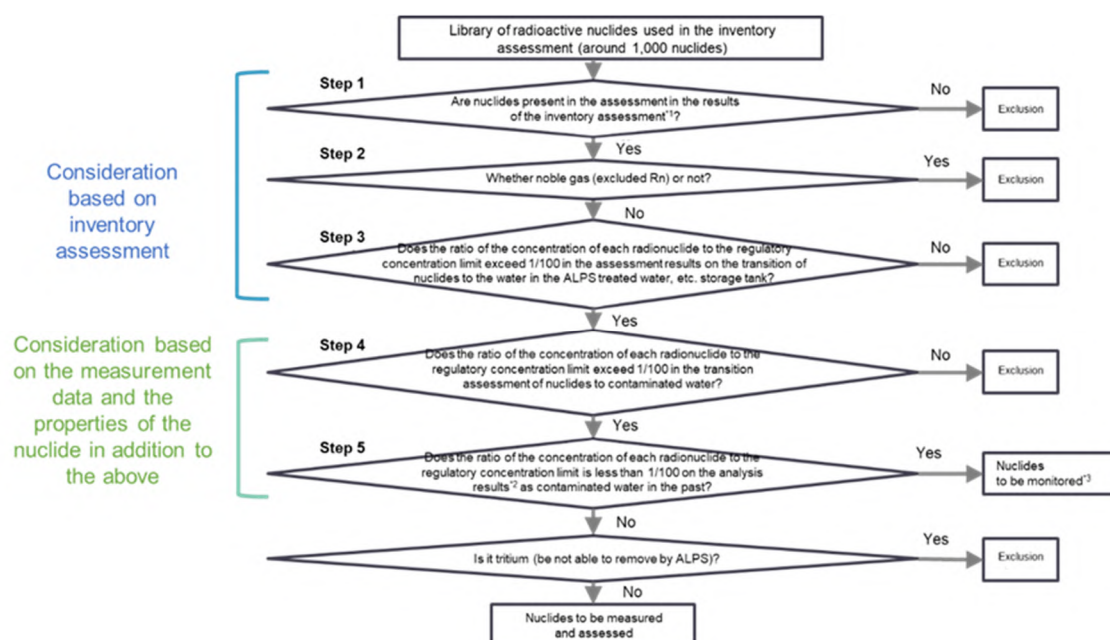 Library of radioactive nuclides used in the inventory
assessment (around 1,000 nuclides)
Step 1
Are nuclides present in the assessment in the results
of the inventory assessment*1?
No
Exclusion
Yes
Step 2
Whether noble gas (excluded Rn) or not?
Yes
Exclusion
No
Consideration
based on
inventory
assessment
Step 3
Does the ratio of the concentration of each radionuclide to the regulatory
concentration limit exceed 1/100 in the assessment results on the transition of
nuclides to the water in the ALPS treated water, etc. storage tank?
No
Exclusion
Yes
Consideration based
on the measurement
data and the
properties of the
nuclide in addition to
the above
Step 4
Does the ratio of the concentration of each radionuclide to the
regulatory concentration limit exceed 1/100 in the transition
assessment of nuclides to contaminated water?
No
Exclusion
Yes
Step 5
Does the ratio of the concentration of each radionuclide to the
regulatory concentration limit is less than 1/100 on the analysis
results*2 as contaminated water in the past?
Yes
Nuclides
to be monitored*3
No
Is it tritium (be not able to remove by ALPS)?
Yes
Exclusion
No
Nuclides to be measured
and assessed